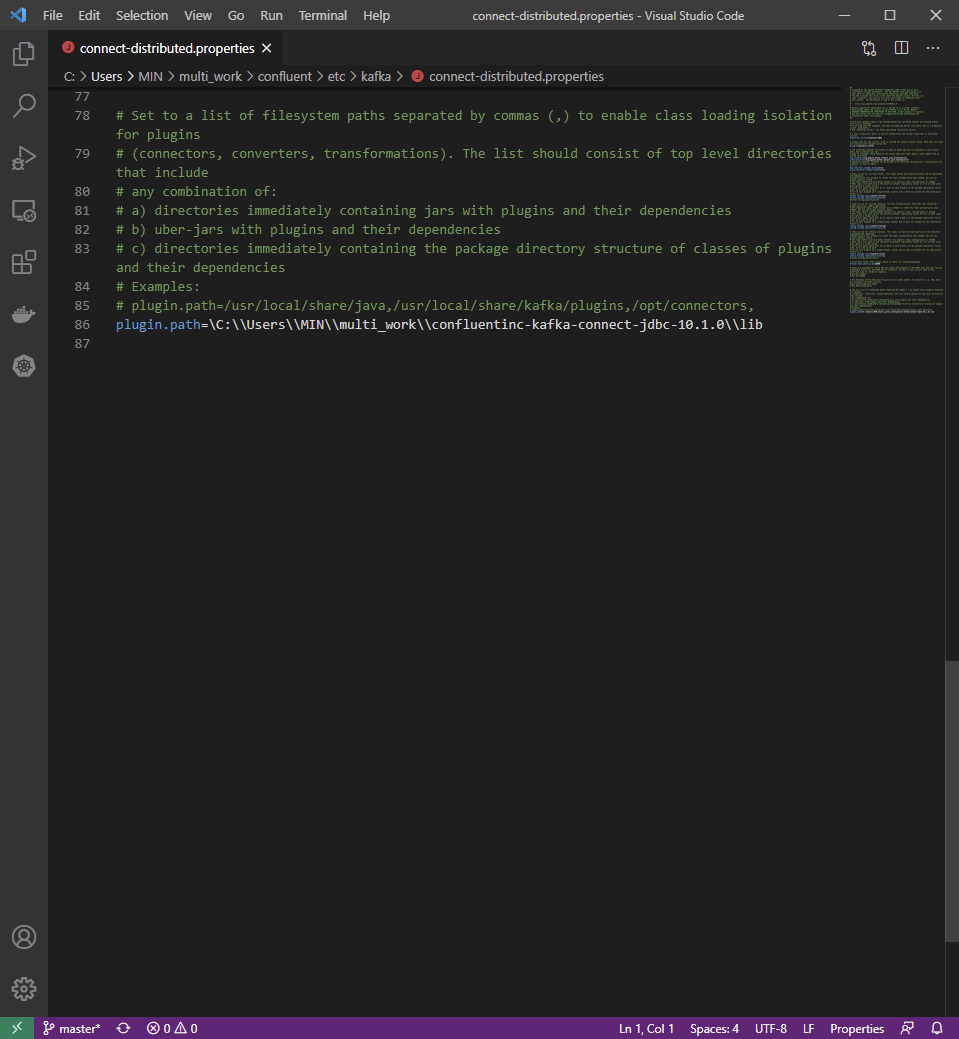 File Edit Selection View Go Run Terminal Help connect-distributed.properties - Visual Studio Code
connect-distributed.properties
C: > Users > MIN > multi_work > confluent > etc > kafka > connect-distributed.properties
77
78 # Set to a list of filesystem paths separated by commas (,) to enable class loading isolation
for plugins
79 # (connectors, converters, transformations). The list should consist of top level directories
that include
80 # any combination of:
81 # a) directories immediately containing jars with plugins and their dependencies
82 # b) uber-jars with plugins and their dependencies
83 # c) directories immediately containing the package directory structure of classes of plugins
and their dependencies
84 # Examples:
85 # plugin.path=/usr/local/share/java,/usr/local/share/kafka/plugins,/opt/connectors,
86 plugin.path=\C:\\Users\\MIN\\multi_work\\confluentinc-kafka-connect-jdbc-10.1.0\\lib
87
master* 0 0 Ln 1, Col 1 Spaces: 4 UTF-8 LF Properties